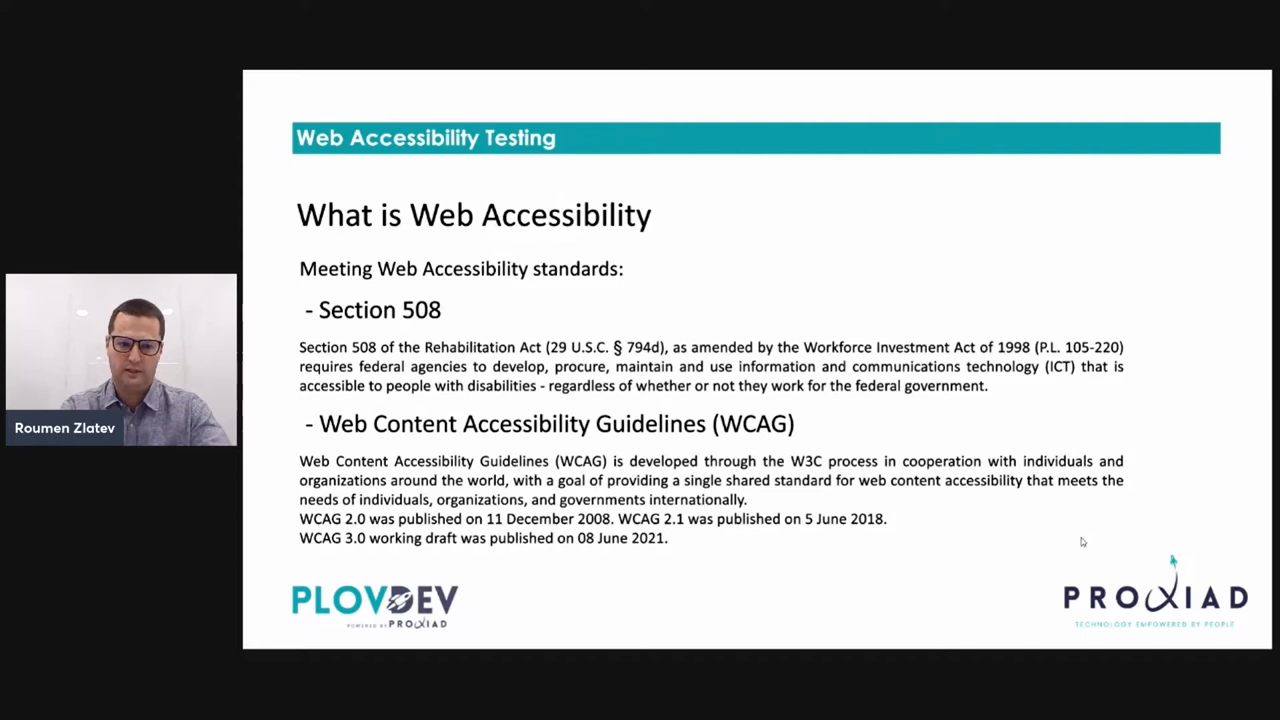 Web Accessibility Testing
What is Web Accessibility
Meeting Web Accessibility standards:
- Section 508
Section 508 of the Rehabilitation Act (29 U.S.C. § 794d), as amended by the Workforce Investment Act of 1998 (P.L. 105-220)
requires federal agencies to develop, procure, maintain and use information and communications technology (ICT) that is
accessible to people with disabilities - regardless of whether or not they work for the federal government.
- Web Content Accessibility Guidelines (WCAG)
Web Content Accessibility Guidelines (WCAG) is developed through the W3C process in cooperation with individuals and
organizations around the world, with a goal of providing a single shared standard for web content accessibility that meets the
needs of individuals, organizations, and governments internationally.
WCAG 2.0 was published on 11 December 2008. WCAG 2.1 was published on 5 June 2018.
WCAG 3.0 working draft was published on 08 June 2021.
Roumen Zlatev
PLOVDEV
POWERED BY PROXIAD
PROXIAD
TECHNOLOGY EMPOWERED BY PEOPLE